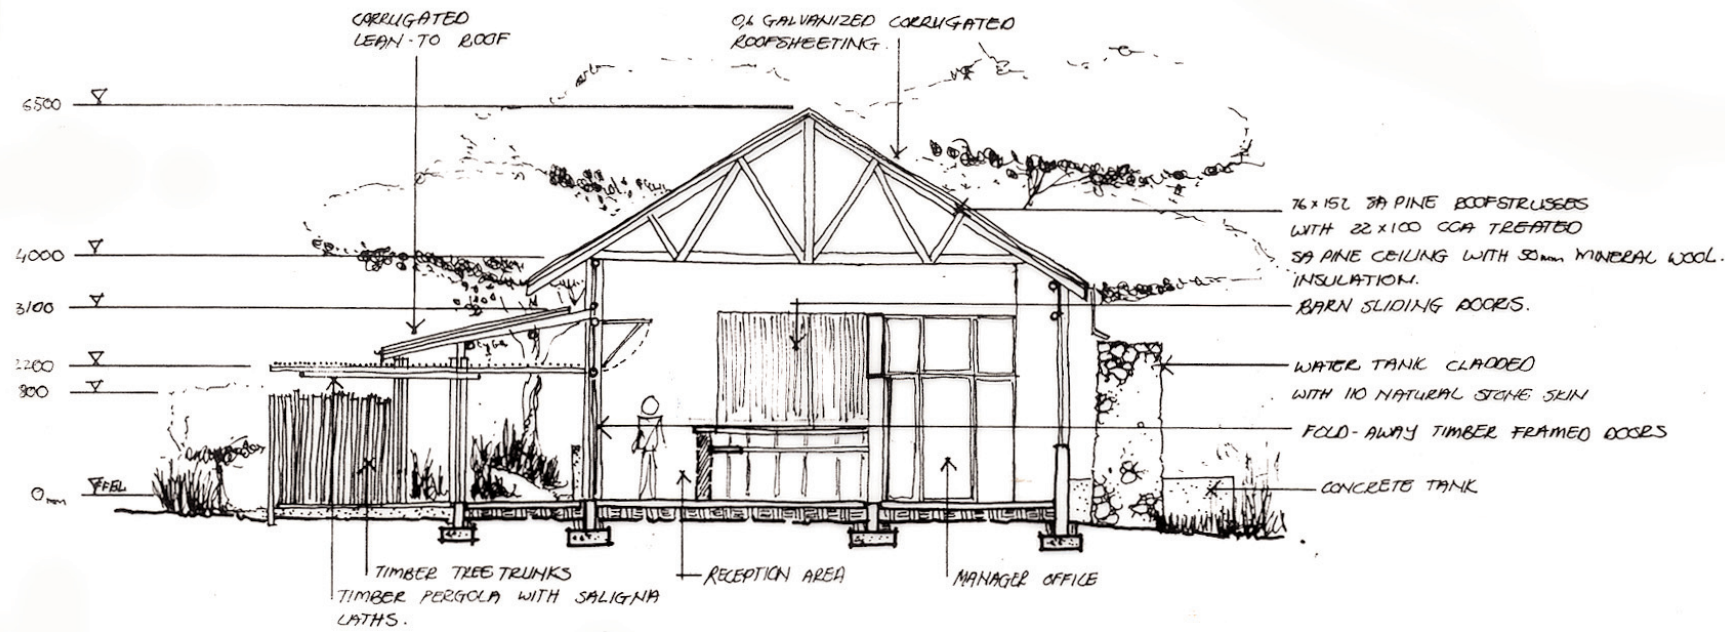 CORRUGATED
LEAN-TO ROOF
0,6 GALVANIZED CORRUGATED
ROOFSHEETING.
6500
4000
3100
2200
900
0mm FFL
76 x 152 SA PINE ROOFSTRUSSES
WITH 22 x 100 CCA TREATED
SA PINE CEILING WITH 50mm MINERAL WOOL.
INSULATION.
BARN SLIDING DOORS.
WATER TANK CLADDED
WITH 110 NATURAL STONE SKIN
FOLD-AWAY TIMBER FRAMED DOORS
CONCRETE TANK
TIMBER TREE TRUNKS
TIMBER PERGOLA WITH SALIGNA
LATHS.
RECEPTION AREA
MANAGER OFFICE